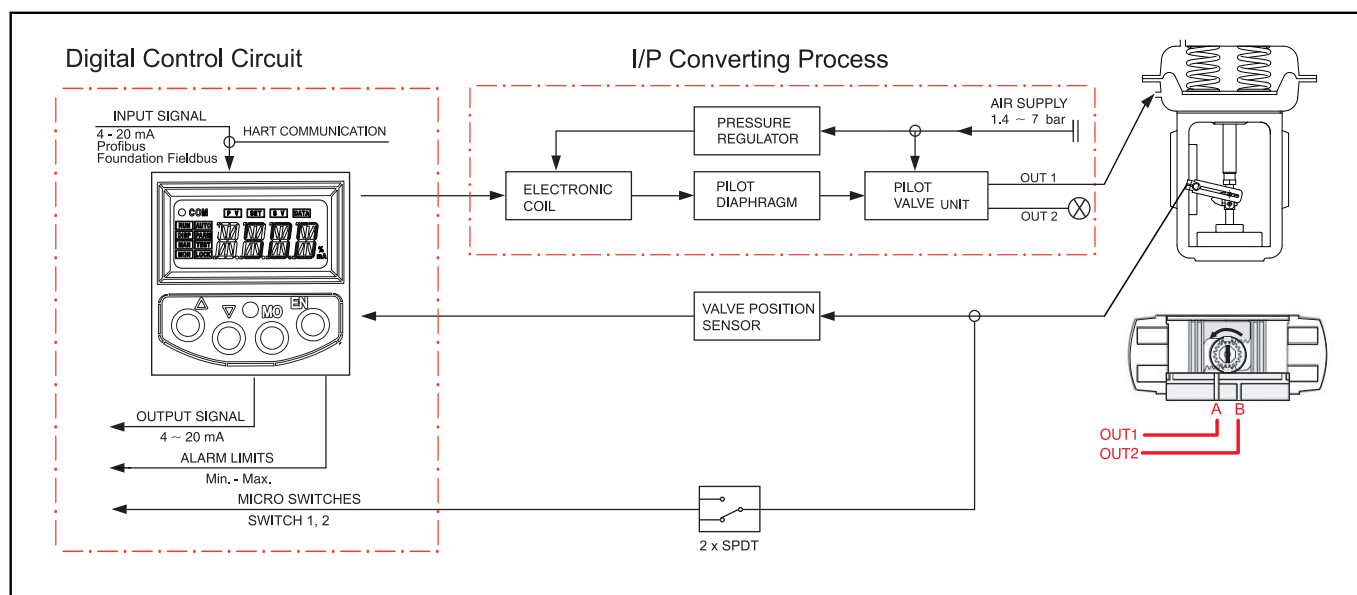 Digital Control Circuit
I/P Converting Process
INPUT SIGNAL
4 - 20 mA
Profibus
Foundation Fieldbus
HART COMMUNICATION
PRESSURE
REGULATOR
AIR SUPPLY
1.4 ~ 7 bar
ELECTRONIC
COIL
PILOT
DIAPHRAGM
PILOT
VALVE UNIT
OUT 1
OUT 2
COM
P V SET S V DATA
RUN AUTO
DISP PARM
MAN TEST
MON LOCK
%
mA
MO
EN
VALVE POSITION
SENSOR
OUTPUT SIGNAL
4 ~ 20 mA
ALARM LIMITS
Min. - Max.
MICRO SWITCHES
SWITCH 1, 2
2 x SPDT
A B
OUT1
OUT2